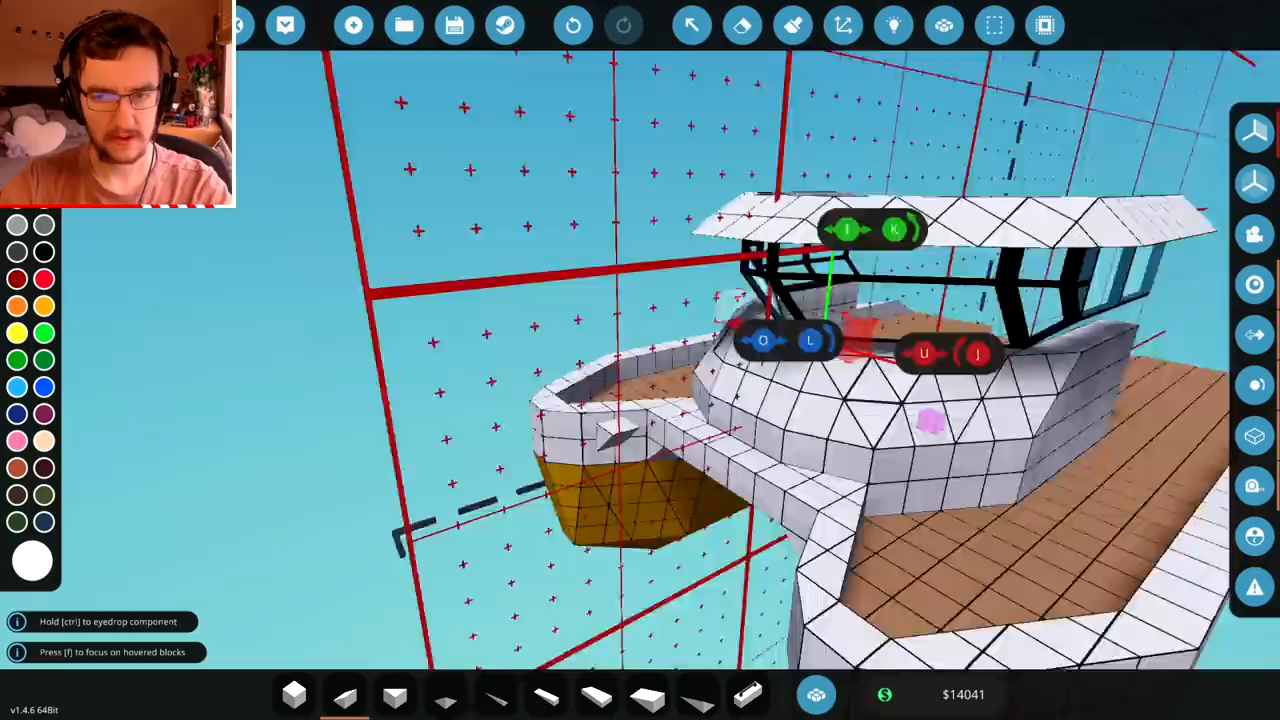 I K
O L
U J
Hold [ctrl] to eyedrop component
Press [f] to focus on hovered blocks
$ $14041
v1.4.6 64Bit